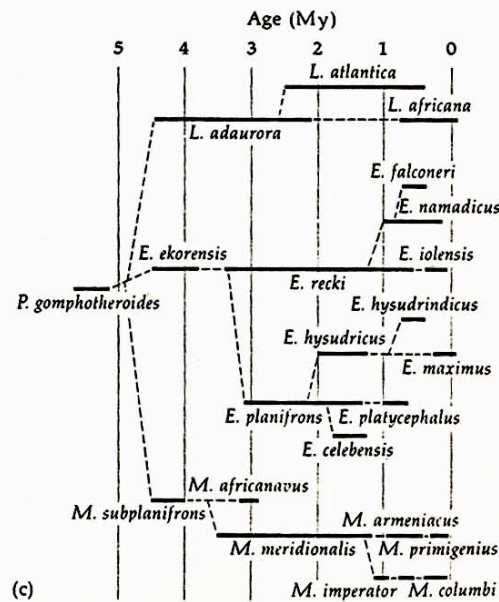 Age (My)
5 4 3 2 1 0
L. atlantica
L. africana
L. adaurora
E. falconeri
E. namadicus
E. ekorensis
E. iolensis
E. recki
P. gomphotheroides
E. hysudrindicus
E. hysudricus
E. maximus
E. planifrons E. platycephalus
E. celebensis
M. africanavus
M. subplanifrons
M. armeniacus
M. meridionalis M. primigenius
(c)
M. imperator M. columbi